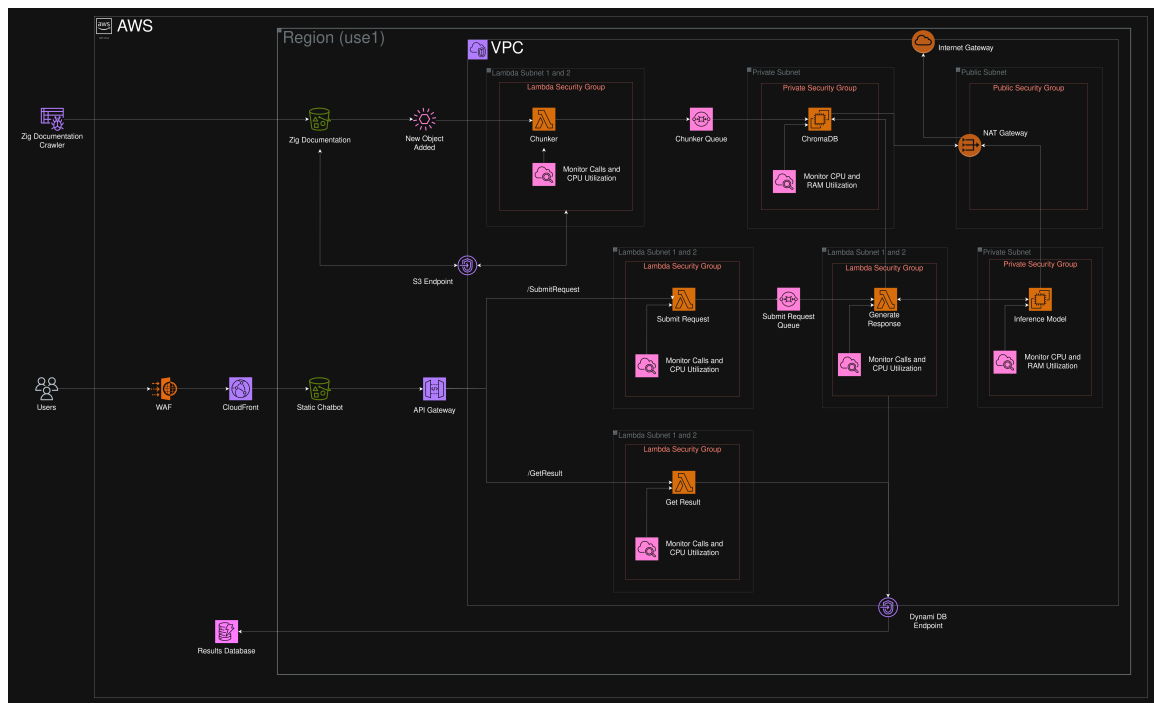 aws
AWS
Region (use1)
VPC
Internet Gateway
Lambda Subnet 1 and 2
Lambda Security Group
Private Subnet
Private Security Group
Public Subnet
Public Security Group
Zig Documentation
Crawler
Zig Documentation
New Object
Added
Chunker
Chunker Queue
ChromaDB
NAT Gateway
Monitor Calls and
CPU Utilization
Monitor CPU and
RAM Utilization
S3 Endpoint
Lambda Subnet 1 and 2
Lambda Security Group
Lambda Subnet 1 and 2
Lambda Security Group
Private Subnet
Private Security Group
/SubmitRequest
Submit Request
Submit Request
Queue
Generate
Response
Inference Model
Monitor Calls and
CPU Utilization
Monitor Calls and
CPU Utilization
Monitor CPU and
RAM Utilization
Users
WAF
CloudFront
Static Chatbot
API Gateway
Lambda Subnet 1 and 2
Lambda Security Group
/GetResult
Get Result
Monitor Calls and
CPU Utilization
Dynami DB
Endpoint
Results Database